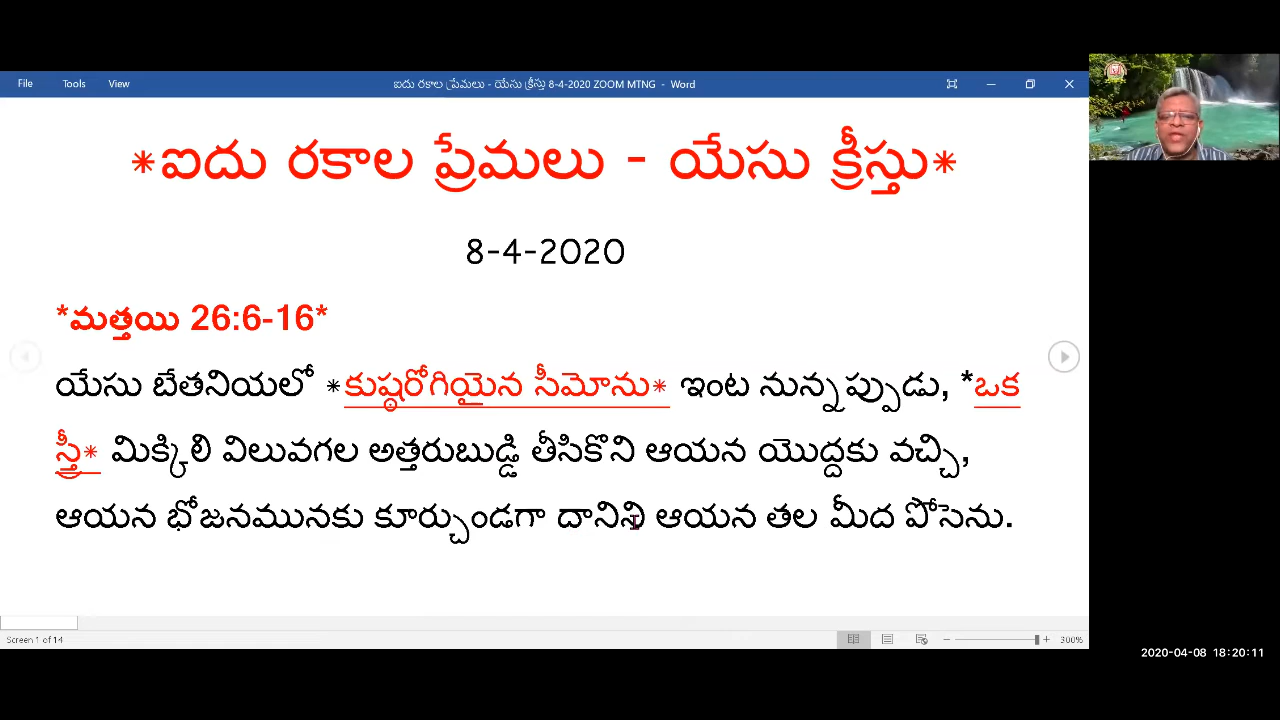 File Tools View ఐదు రకాల ప్రేమలు - యేసు క్రీస్తు 8-4-2020 ZOOM MTNG - Word
*ఐదు రకాల ప్రేమలు - యేసు క్రీస్తు*
8-4-2020
*మత్తయి 26:6-16*
యేసు బేతనియలో *కుష్ఠరోగియైన సీమోను* ఇంట నున్నప్పుడు, *ఒక
స్త్రీ* మిక్కిలి విలువగల అత్తరుబుడ్డి తీసికొని ఆయన యొద్దకు వచ్చి,
ఆయన భోజనమునకు కూర్చుండగా దానిని ఆయన తల మీద పోసెను.
Screen 1 of 14 300%
2020-04-08 18:20:11